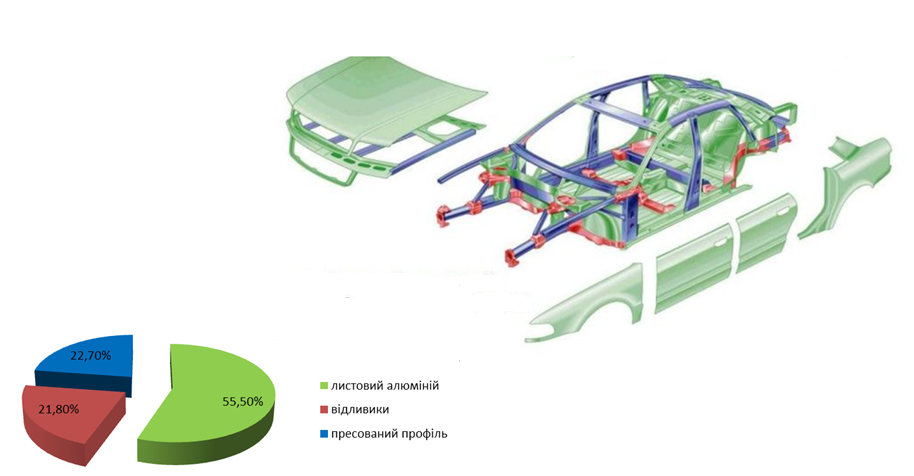 22,70%
21,80%
55,50%
листовий алюміній
відливики
пресований профіль